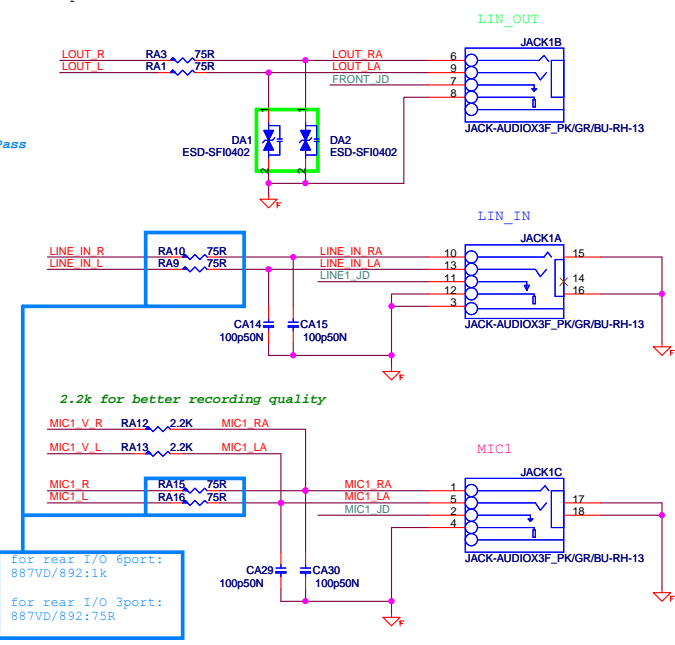 LIN_OUT
JACK1B
LOUT_R RA3 75R LOUT_RA 6
LOUT_L RA1 75R LOUT_LA 9
FRONT_JD 7
8
JACK-AUDIOX3F_PK/GR/BU-RH-13
1 1
Pass
DA1 DA2
ESD-SFI0402 ESD-SFI0402
2 2
F
LIN_IN
JACK1A
LINE_IN_R RA10 75R LINE_IN_RA 10 15
LINE_IN_L RA9 75R LINE_IN_LA 13
LINE1_JD 11 14
12 16
3
JACK-AUDIOX3F_PK/GR/BU-RH-13
CA14 CA15
100p50N 100p50N
F
F
2.2k for better recording quality
MIC1_V_R RA12 2.2K MIC1_RA
MIC1_V_L RA13 2.2K MIC1_LA
MIC1
JACK1C
MIC1_R RA15 75R MIC1_RA 1
MIC1_L RA16 75R MIC1_LA 5 17
MIC1_JD 2 18
4
JACK-AUDIOX3F_PK/GR/BU-RH-13
CA29 CA30
100p50N 100p50N
F
F
for rear I/O 6port:
887VD/892:1k
for rear I/O 3port:
887VD/892:75R